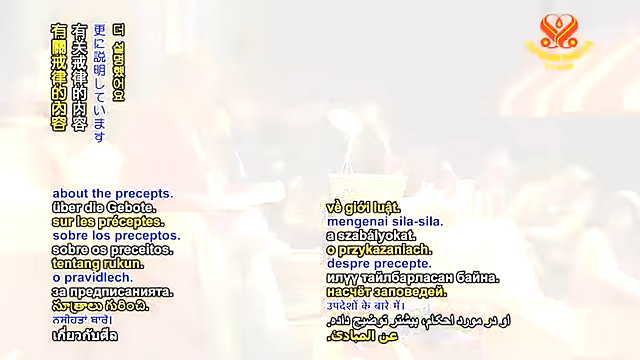 有關戒律的內容
有关戒律的内容
更に説明しています
더 설명했어요
about the precepts.
über die Gebote.
sur les préceptes.
sobre los preceptos.
sobre os preceitos.
tentang rukun.
o pravidlech.
за предписанията.
సూత్రాలు గురించి.
ਨਸੀਹਤਾਂ ਬਾਰੇ।
เกี่ยวกับศีล
về giới luật.
mengenai sila-sila.
a szabályokat.
o przykazaniach.
despre precepte.
илүү тайлбарласан байна.
насчёт заповедей.
उपदेशों के बारे में।
او در مورد احکام، بیشتر توضیح داده.
عن المبادئ.